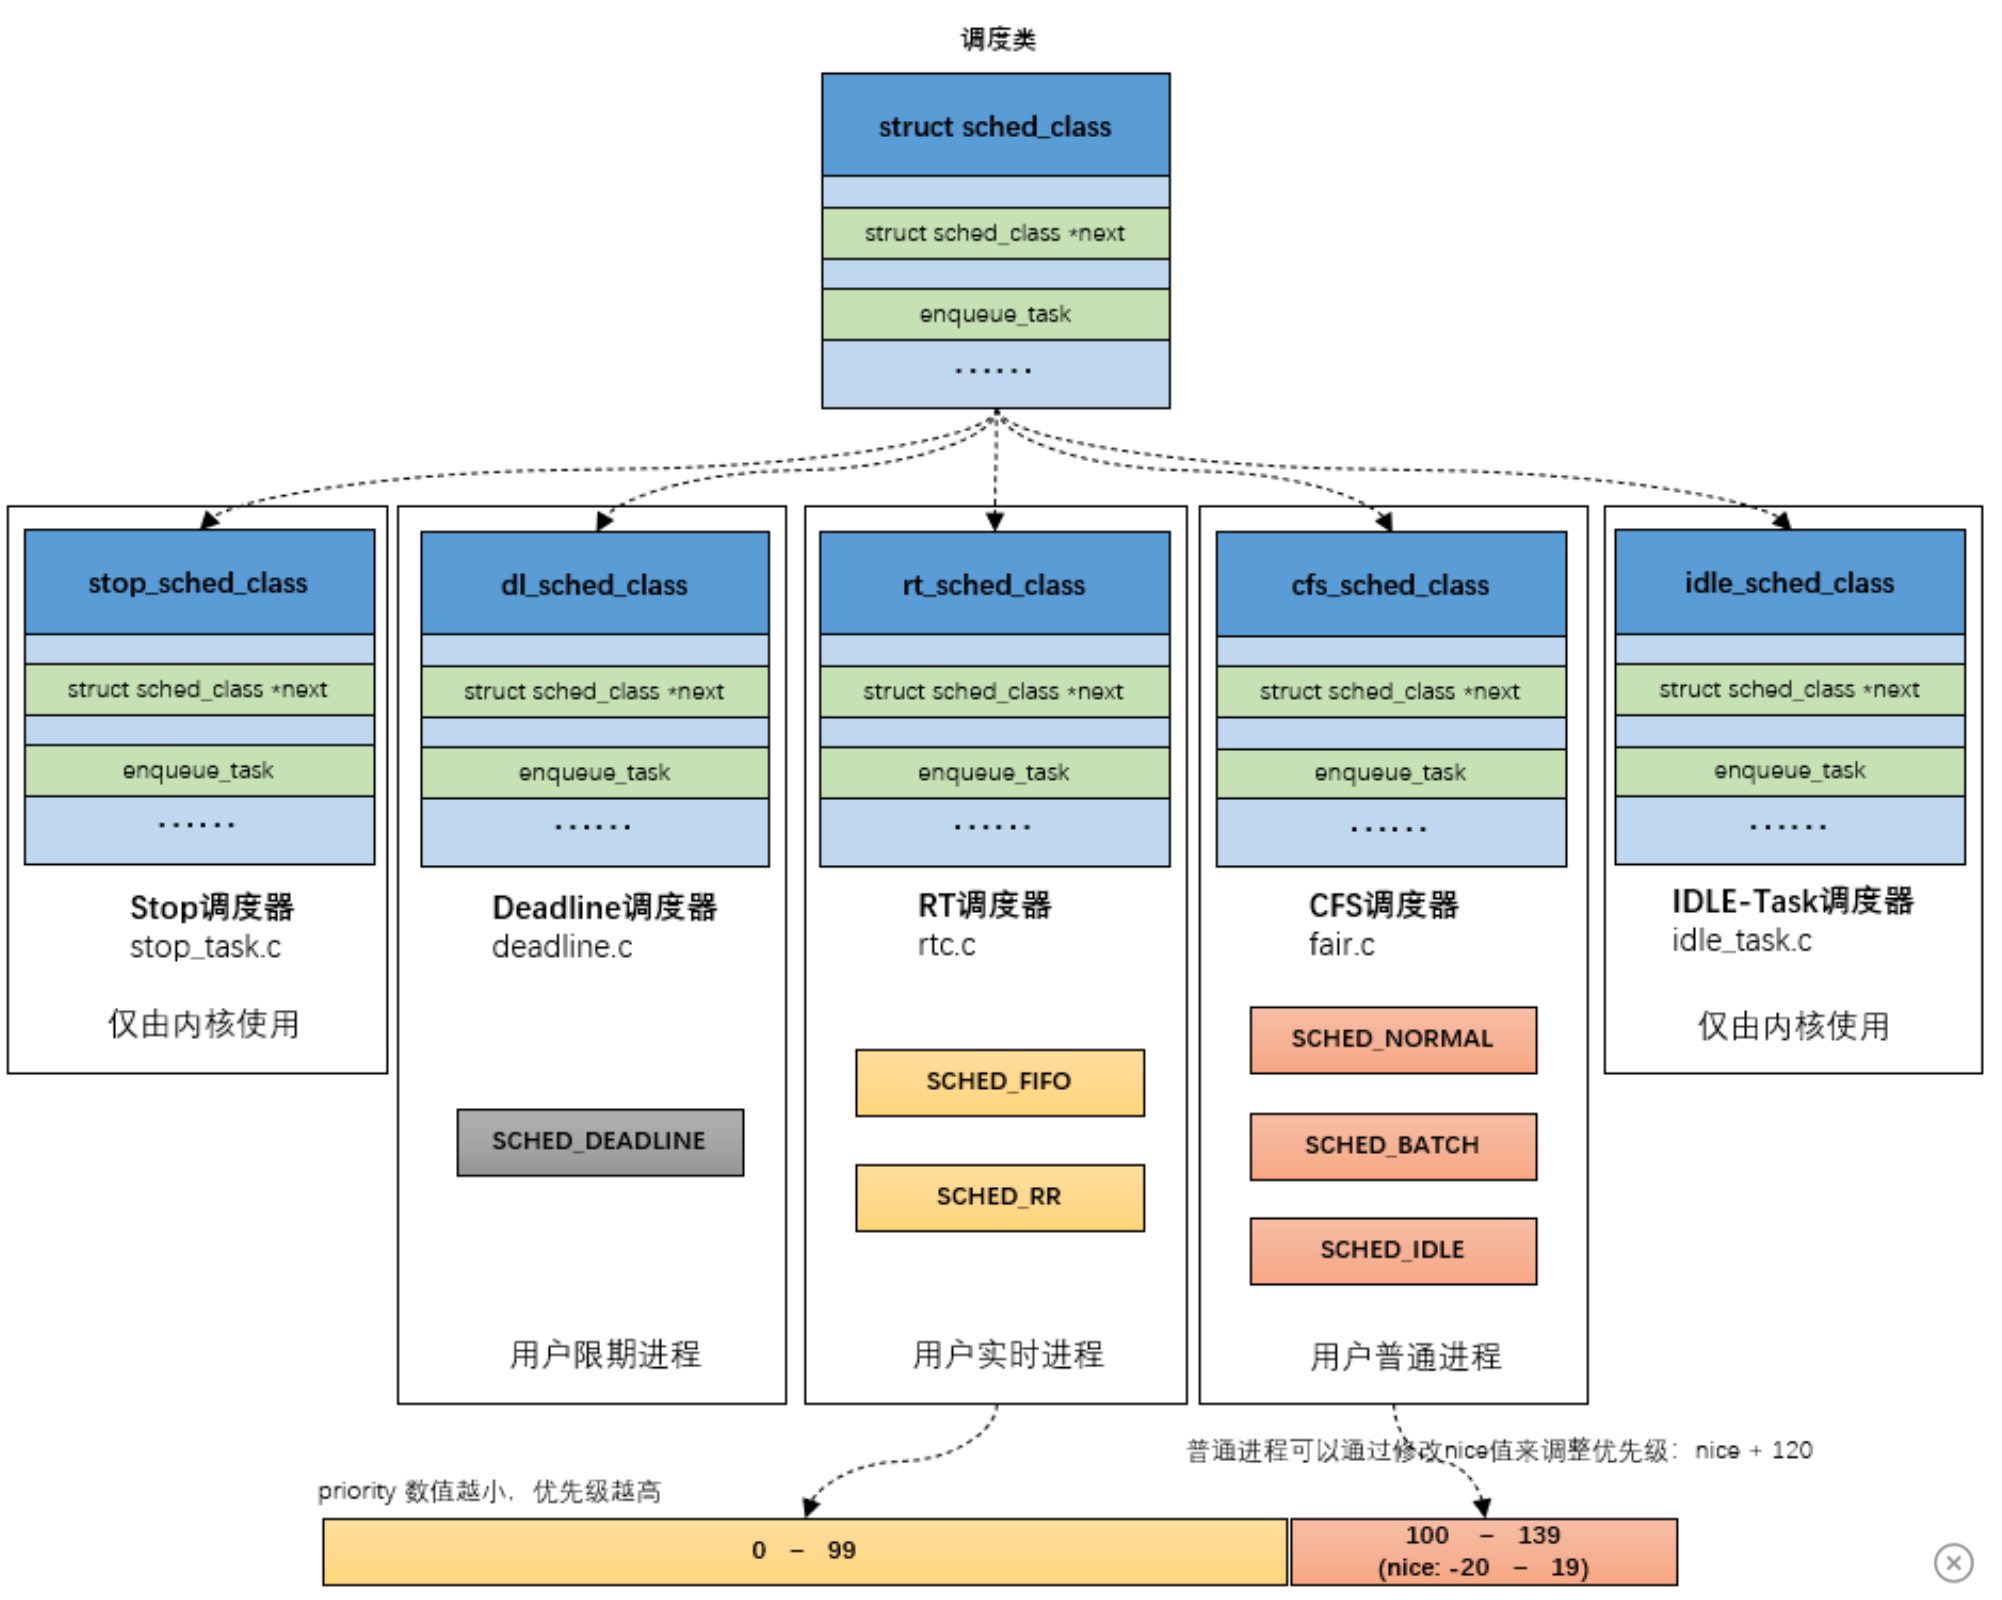 调度类
struct sched_class
struct sched_class *next
enqueue_task
······
stop_sched_class
struct sched_class *next
enqueue_task
······
Stop调度器
stop_task.c
仅由内核使用
dl_sched_class
struct sched_class *next
enqueue_task
······
Deadline调度器
deadline.c
SCHED_DEADLINE
用户限期进程
rt_sched_class
struct sched_class *next
enqueue_task
······
RT调度器
rtc.c
SCHED_FIFO
SCHED_RR
用户实时进程
cfs_sched_class
struct sched_class *next
enqueue_task
······
CFS调度器
fair.c
SCHED_NORMAL
SCHED_BATCH
SCHED_IDLE
用户普通进程
idle_sched_class
struct sched_class *next
enqueue_task
······
IDLE-Task调度器
idle_task.c
仅由内核使用
普通进程可以通过修改nice值来调整优先级：nice + 120
priority 数值越小，优先级越高
0 – 99
100 – 139
(nice: -20 – 19)